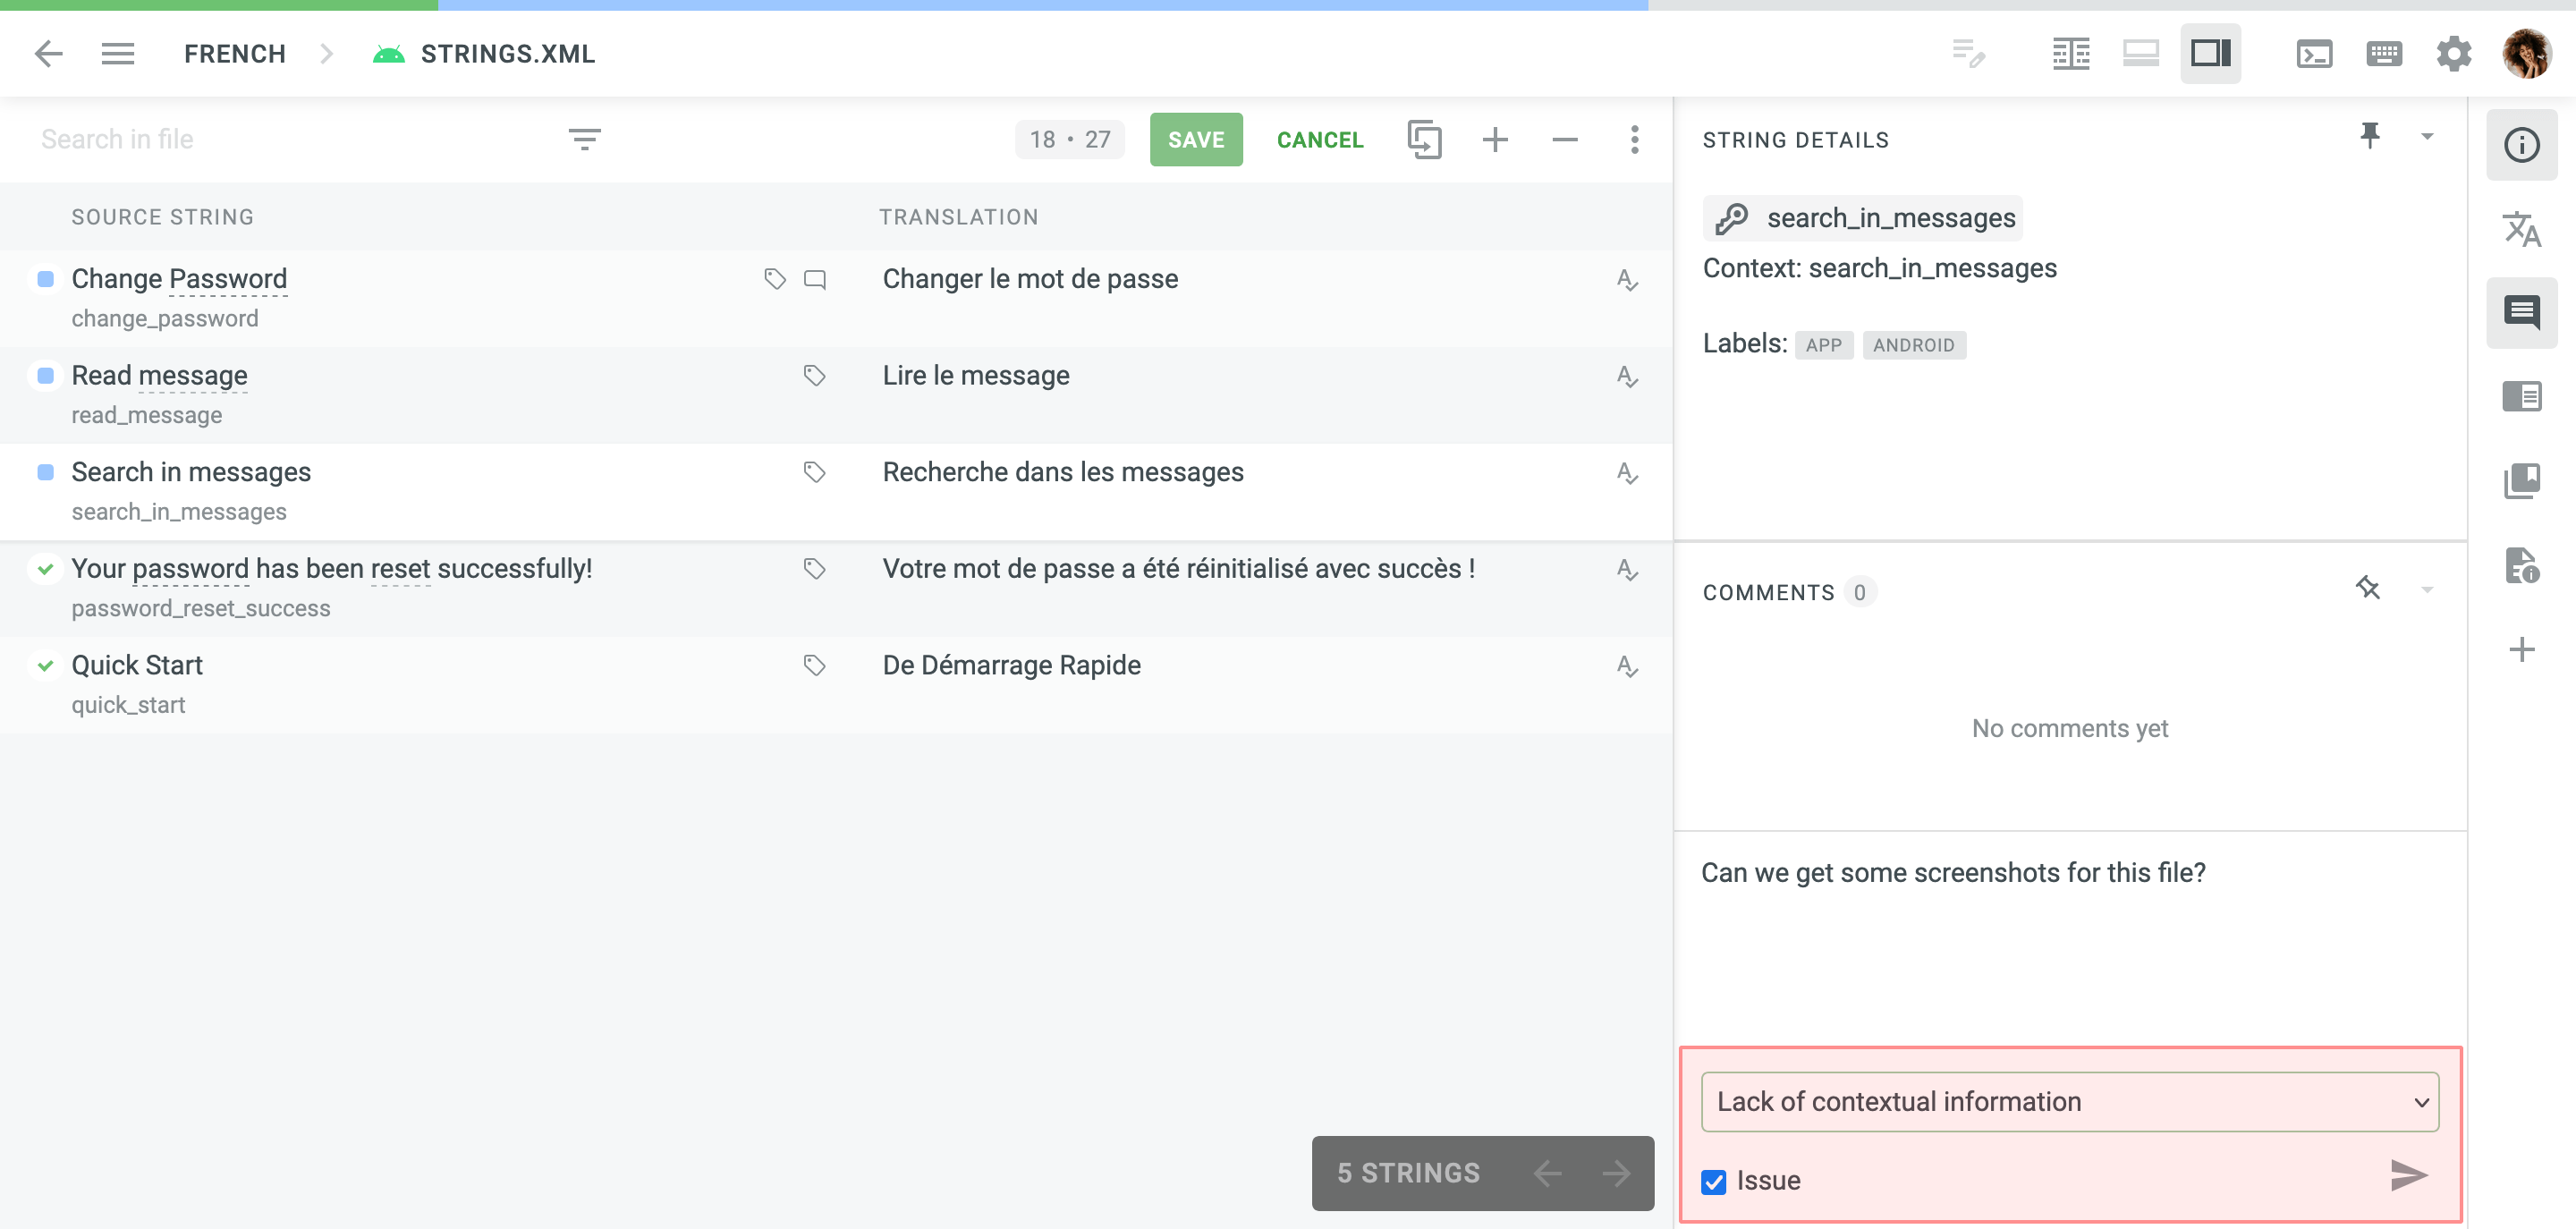 FRENCH
STRINGS.XML
Search in file
18 • 27
SAVE
CANCEL
SOURCE STRING
TRANSLATION
Change Password
change_password
Changer le mot de passe
Read message
read_message
Lire le message
Search in messages
search_in_messages
Recherche dans les messages
Your password has been reset successfully!
password_reset_success
Votre mot de passe a été réinitialisé avec succès !
Quick Start
quick_start
De Démarrage Rapide
5 STRINGS
STRING DETAILS
search_in_messages
Context: search_in_messages
Labels: APP ANDROID
COMMENTS 0
No comments yet
Can we get some screenshots for this file?
Lack of contextual information
Issue